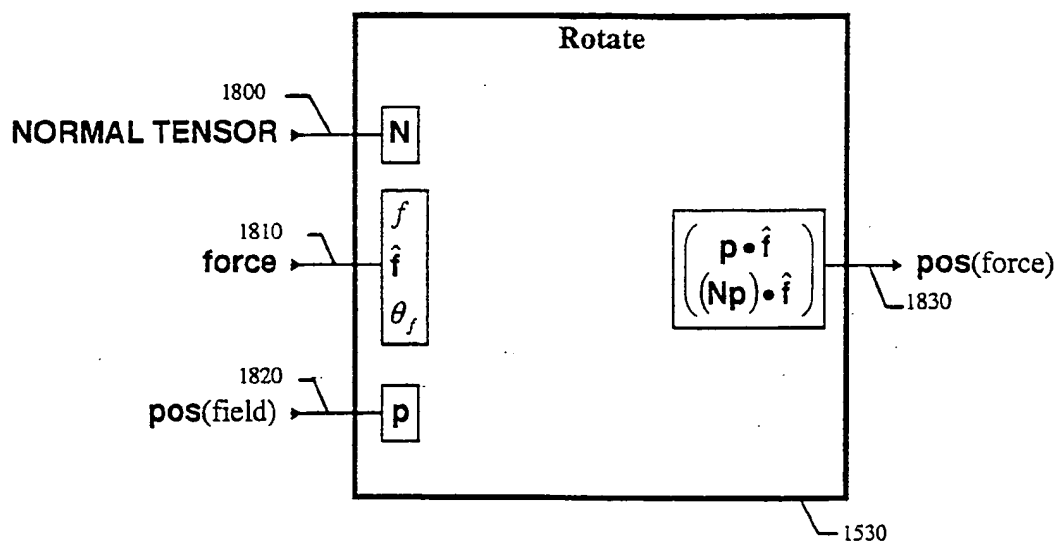 Rotate
1800
NORMAL TENSOR
N
1810
force
f
f̂
θ_f
1820
pos(field)
p
p • f̂
(Np) • f̂
pos(force)
1830
1530